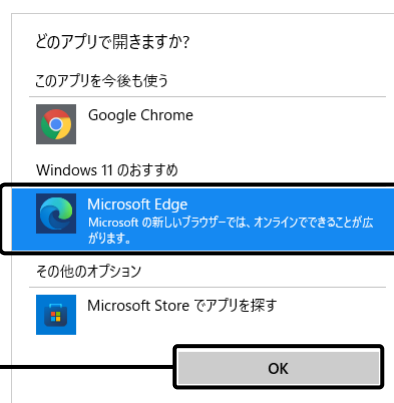 どのアプリで開きますか?
このアプリを今後も使う
Google Chrome
Windows 11 のおすすめ
Microsoft Edge
Microsoft の新しいブラウザーでは、オンラインでできることが広
がります。
その他のオプション
Microsoft Store でアプリを探す
OK